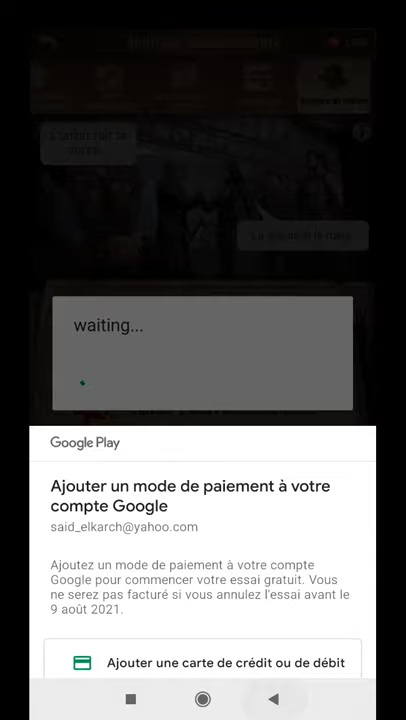 waiting...
Google Play
Ajouter un mode de paiement à votre
compte Google
said_elkarch@yahoo.com
Ajoutez un mode de paiement à votre compte
Google pour commencer votre essai gratuit. Vous
ne serez pas facturé si vous annulez l'essai avant le
9 août 2021.
Ajouter une carte de crédit ou de débit